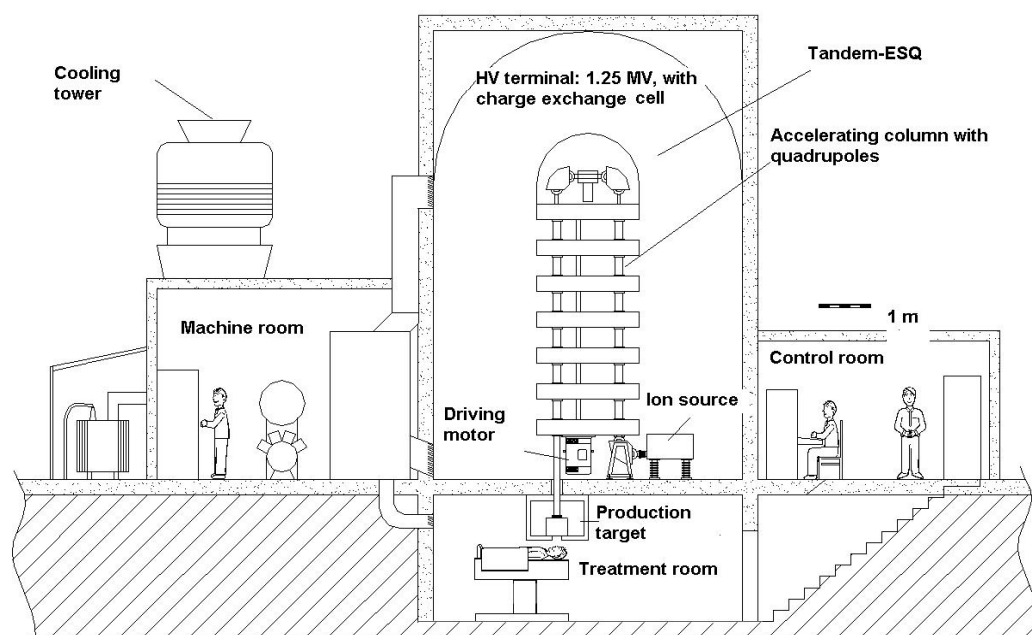 Cooling
tower
HV terminal: 1.25 MV, with
charge exchange cell
Tandem-ESQ
Accelerating column with
quadrupoles
Machine room
1 m
Control room
Driving
motor
Ion source
Production
target
Treatment room